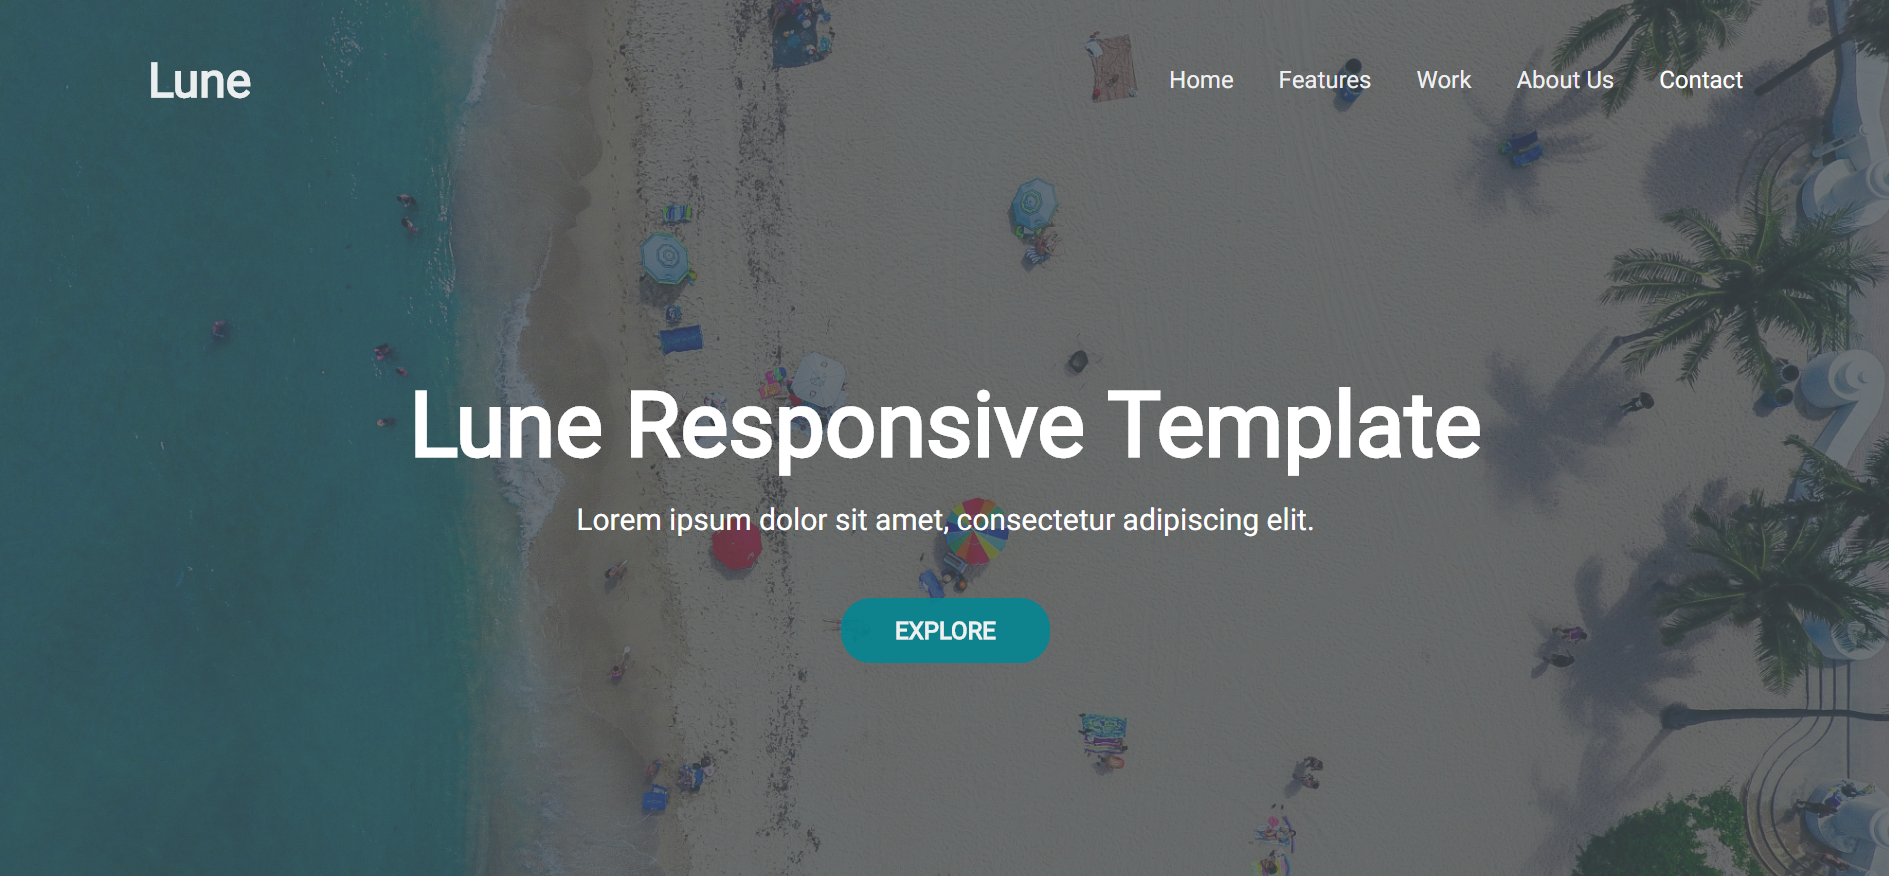 Lune
Home Features Work About Us Contact
Lune Responsive Template
Lorem ipsum dolor sit amet, consectetur adipiscing elit.
EXPLORE